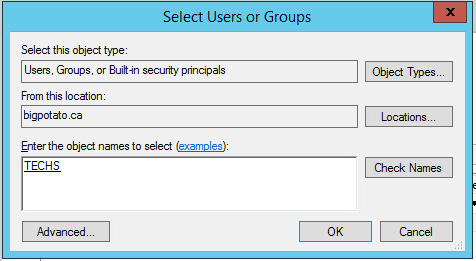 Select Users or Groups
X
Select this object type:
Users, Groups, or Built-in security principals
Object Types...
From this location:
bigpotato.ca
Locations...
Enter the object names to select (examples):
TECHS
Check Names
Advanced...
OK
Cancel